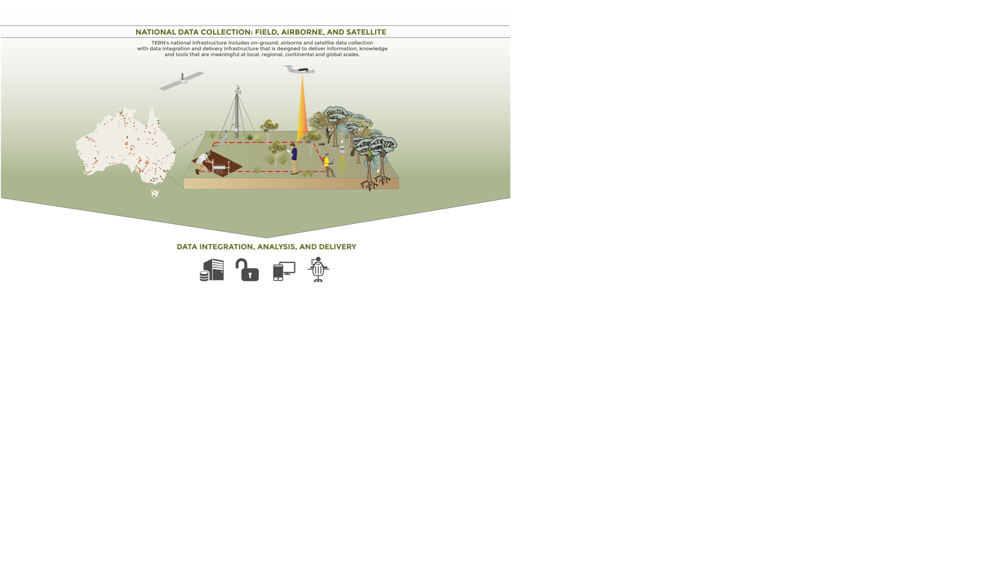 NATIONAL DATA COLLECTION: FIELD, AIRBORNE, AND SATELLITE
TERN’s national infrastructure includes on-ground, airborne and satellite data collection
with data integration and delivery infrastructure that is designed to deliver information, knowledge
and tools that are meaningful at local, regional, continental and global scales.
DATA INTEGRATION, ANALYSIS, AND DELIVERY